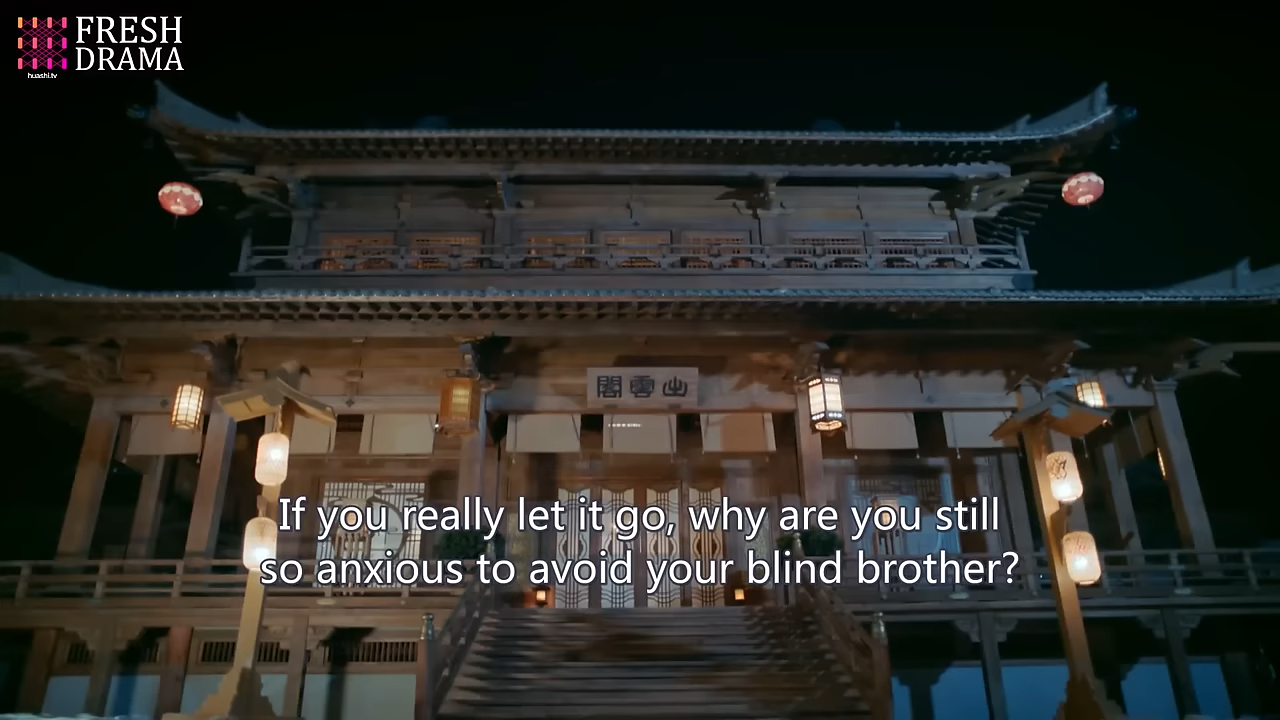 FRESH
DRAMA
huashi.tv
出雲閣
If you really let it go, why are you still
so anxious to avoid your blind brother?